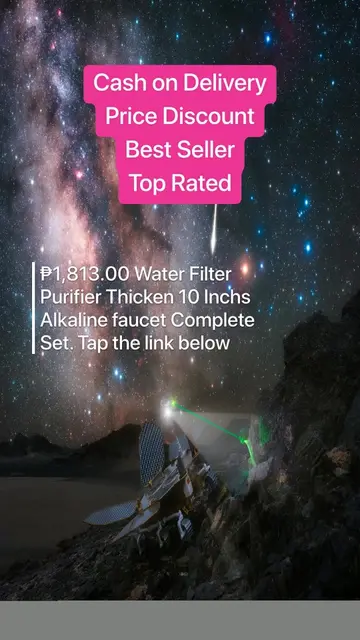 Cash on Delivery
Price Discount
Best Seller
Top Rated
₱1,813.00 Water Filter
Purifier Thicken 10 Inchs
Alkaline faucet Complete
Set. Tap the link below